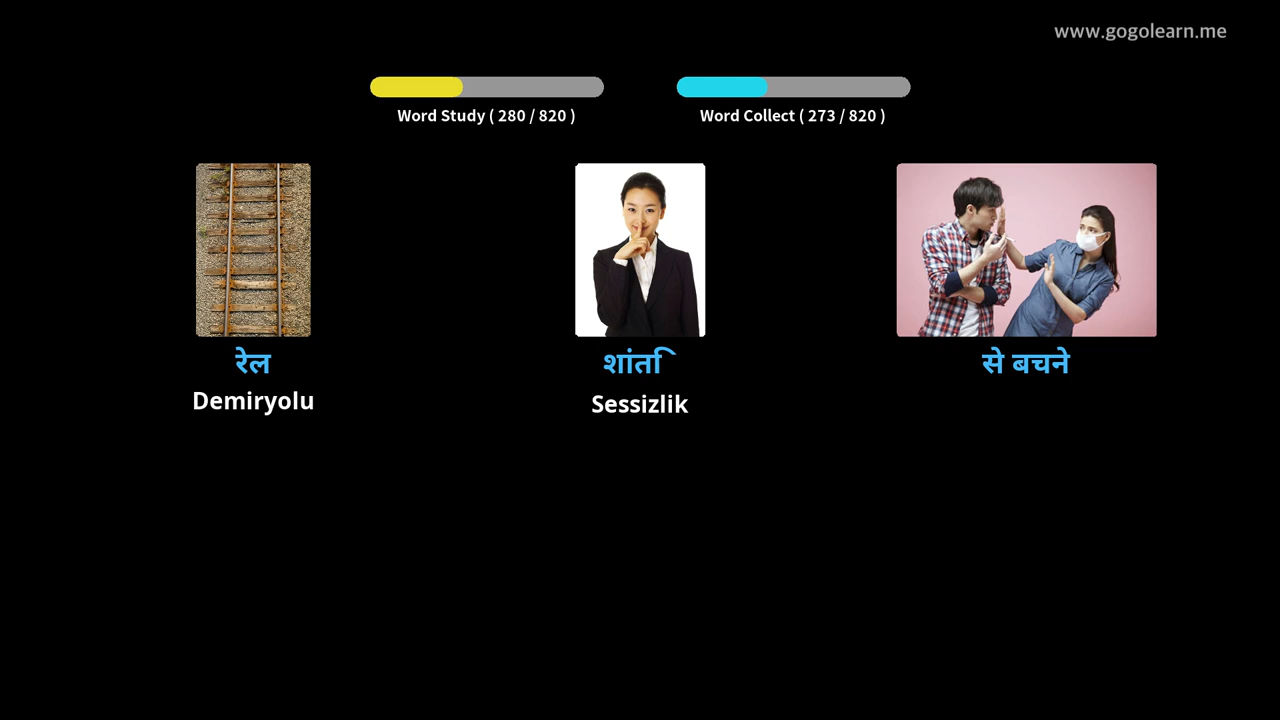 www.gogolearn.me
Word Study ( 280 / 820 )
Word Collect ( 273 / 820 )
रेल
शांति
से बचने
Demiryolu
Sessizlik